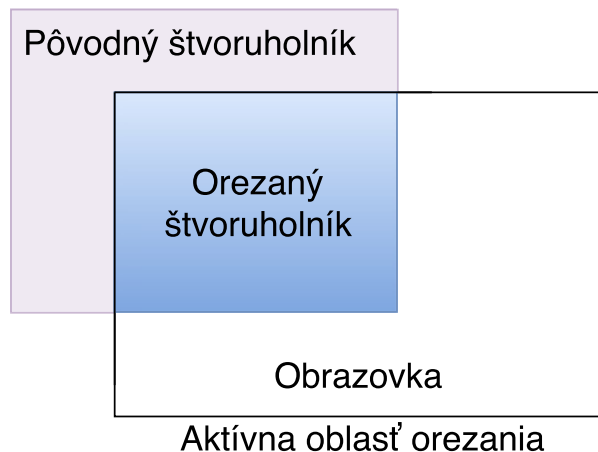 Pôvodný štvoruholník
Orezaný
štvoruholník
Obrazovka
Aktívna oblasť orezania